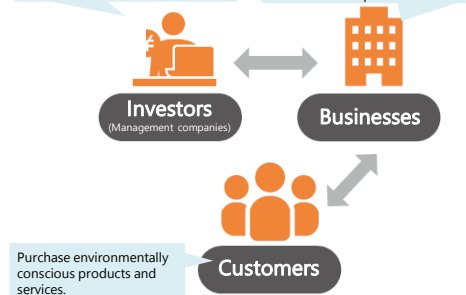 Investors
(Management companies)
Businesses
Purchase environmentally
conscious products and
services.
Customers